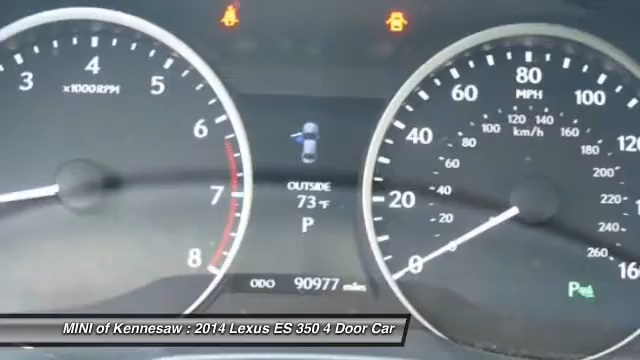 3 4 5 6 7 8
x1000RPM
OUTSIDE
73°F
P
ODO 90977 miles
0 20 40 60 80 100 120 160
MPH
20 40 60 80 100 120 140 160 180 200 220 240 260
km/h
P
MINI of Kennesaw : 2014 Lexus ES 350 4 Door Car